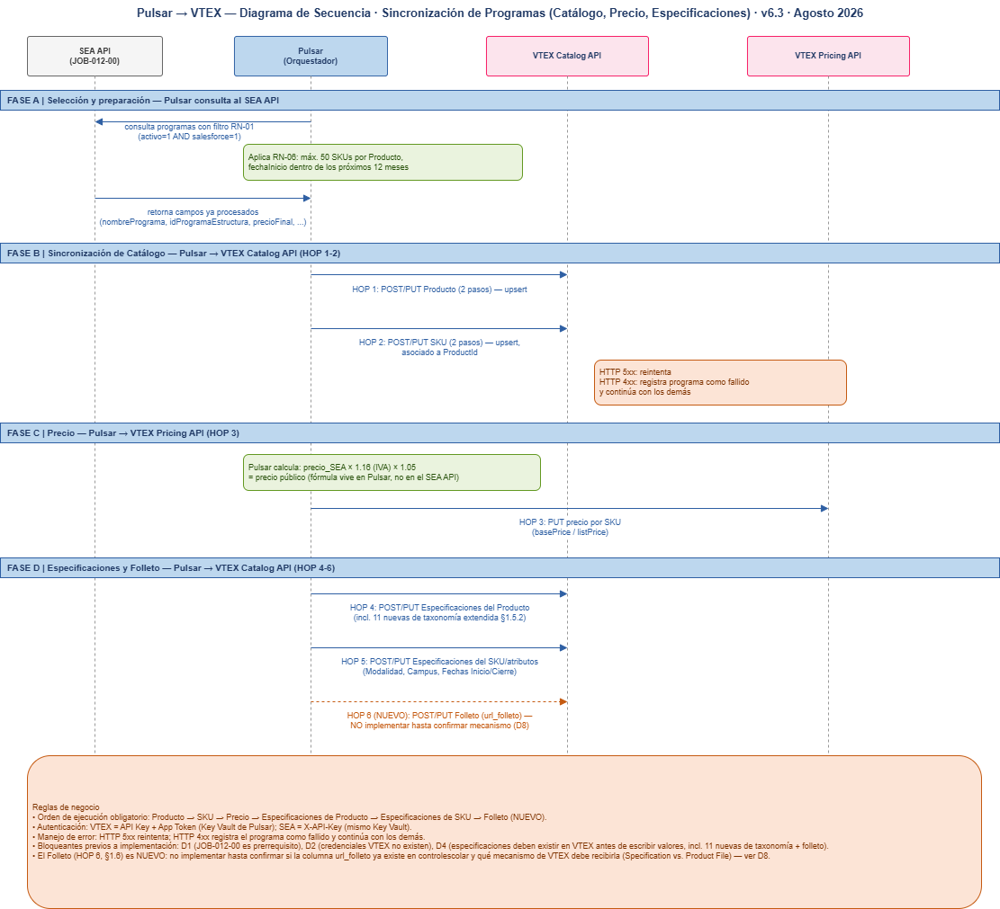 Pulsar → VTEX — Diagrama de Secuencia · Sincronización de Programas (Catálogo, Precio, Especificaciones) · v6.3 · Agosto 2026
SEA API
(JOB-012-00)
Pulsar
(Orquestador)
VTEX Catalog API
VTEX Pricing API
FASE A | Selección y preparación — Pulsar consulta al SEA API
consulta programas con filtro RN-01
(activo=1 AND salesforce=1)
Aplica RN-06: máx. 50 SKUs por Producto,
fechaInicio dentro de los próximos 12 meses
retorna campos ya procesados
(nombrePrograma, idProgramaEstructura, precioFinal, ...)
FASE B | Sincronización de Catálogo — Pulsar → VTEX Catalog API (HOP 1-2)
HOP 1: POST/PUT Producto (2 pasos) — upsert
HOP 2: POST/PUT SKU (2 pasos) — upsert,
asociado a ProductId
HTTP 5xx: reintenta
HTTP 4xx: registra programa como fallido
y continúa con los demás
FASE C | Precio — Pulsar → VTEX Pricing API (HOP 3)
Pulsar calcula: precio_SEA × 1.16 (IVA) × 1.05
= precio público (fórmula vive en Pulsar, no en el SEA API)
HOP 3: PUT precio por SKU
(basePrice / listPrice)
FASE D | Especificaciones y Folleto — Pulsar → VTEX Catalog API (HOP 4-6)
HOP 4: POST/PUT Especificaciones del Producto
(incl. 11 nuevas de taxonomía extendida §1.5.2)
HOP 5: POST/PUT Especificaciones del SKU/atributos
(Modalidad, Campus, Fechas Inicio/Cierre)
HOP 6 (NUEVO): POST/PUT Folleto (url_folleto) —
NO implementar hasta confirmar mecanismo (D8)
Reglas de negocio
• Orden de ejecución obligatorio: Producto → SKU → Precio → Especificaciones de Producto → Especificaciones de SKU → Folleto (NUEVO).
• Autenticación: VTEX = API Key + App Token (Key Vault de Pulsar); SEA = X-API-Key (mismo Key Vault).
• Manejo de error: HTTP 5xx reintenta; HTTP 4xx registra el programa como fallido y continúa con los demás.
• Bloqueantes previos a implementación: D1 (JOB-012-00 es prerrequisito), D2 (credenciales VTEX no existen), D4 (especificaciones deben existir en VTEX antes de escribir valores, incl. 11 nuevas de taxonomía + folleto).
• El Folleto (HOP 6, §1.6) es NUEVO: no implementar hasta confirmar si la columna url_folleto ya existe en controlescolar y qué mecanismo de VTEX debe recibirla (Specification vs. Product File) — ver D8.